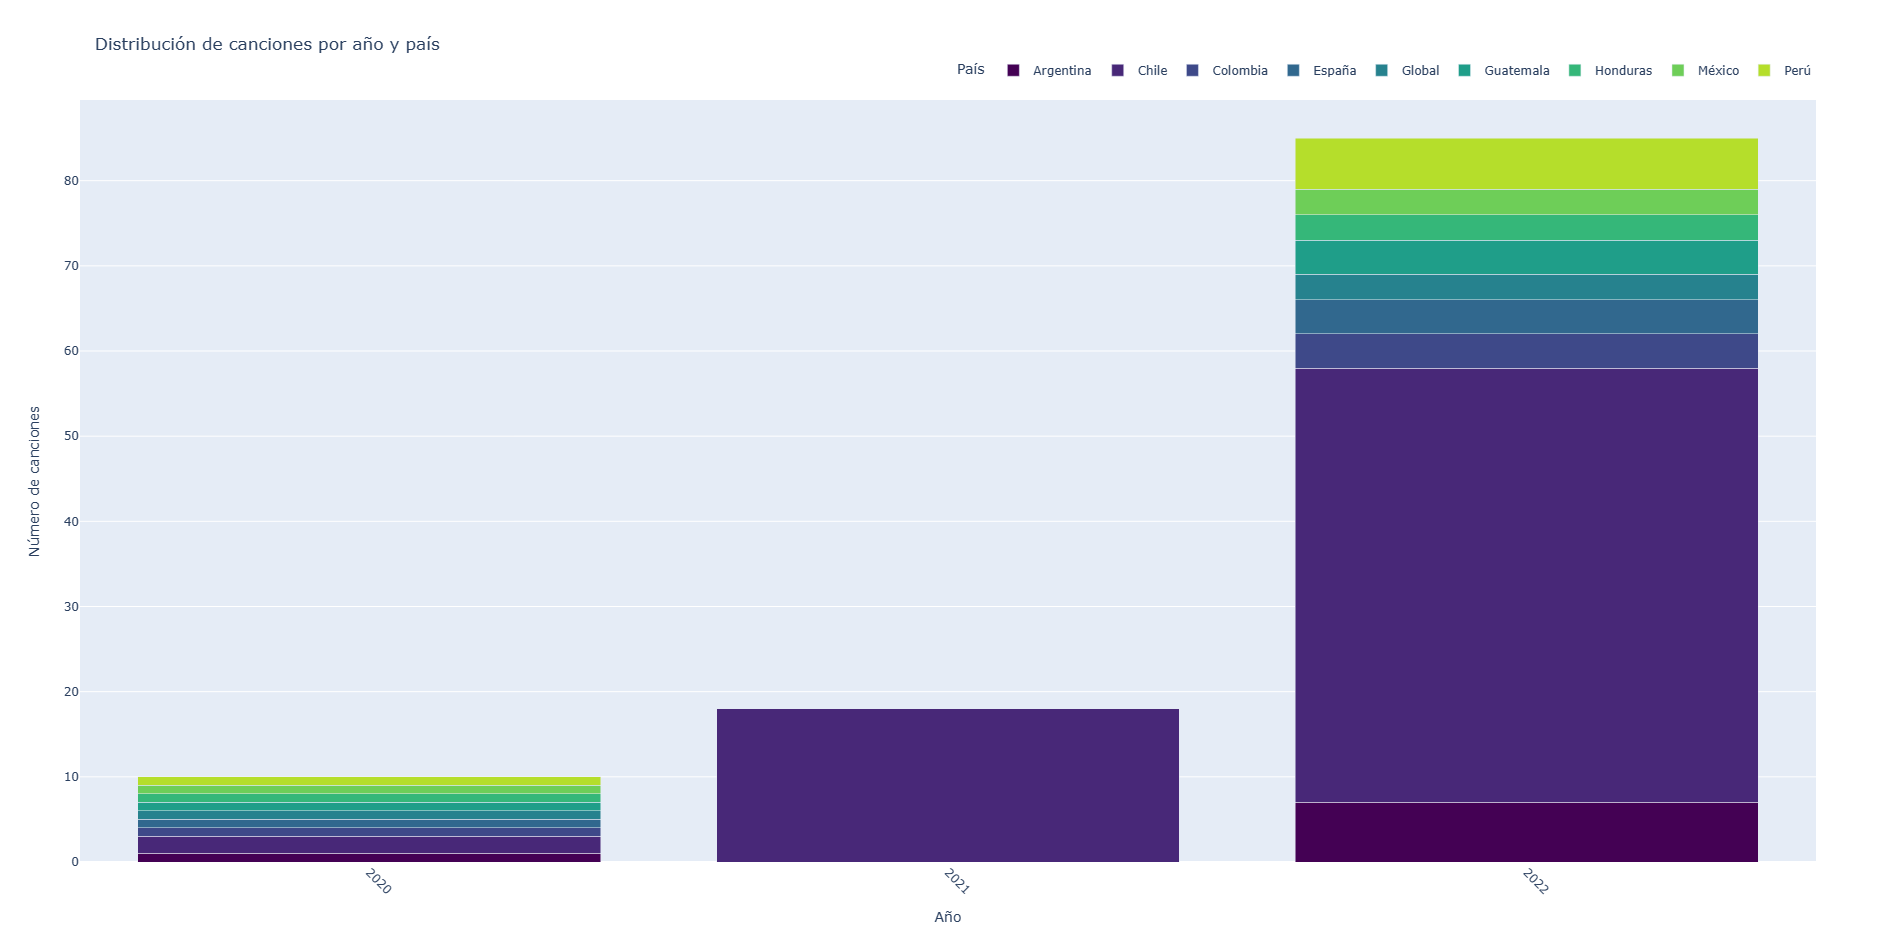 Distribución de canciones por año y país
País Argentina Chile Colombia España Global Guatemala Honduras México Perú
Número de canciones
80
70
60
50
40
30
20
10
0
2020 2021 2022
Año